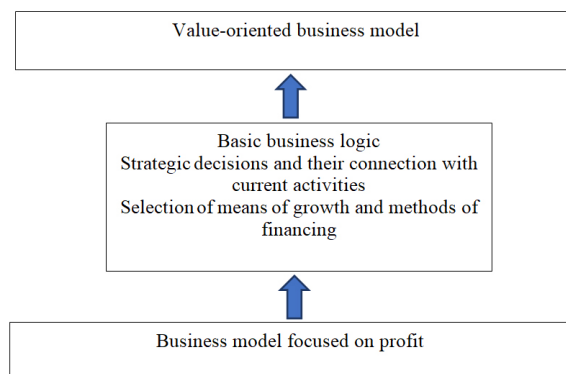 Value-oriented business model
Basic business logic
Strategic decisions and their connection with
current activities
Selection of means of growth and methods of
financing
Business model focused on profit